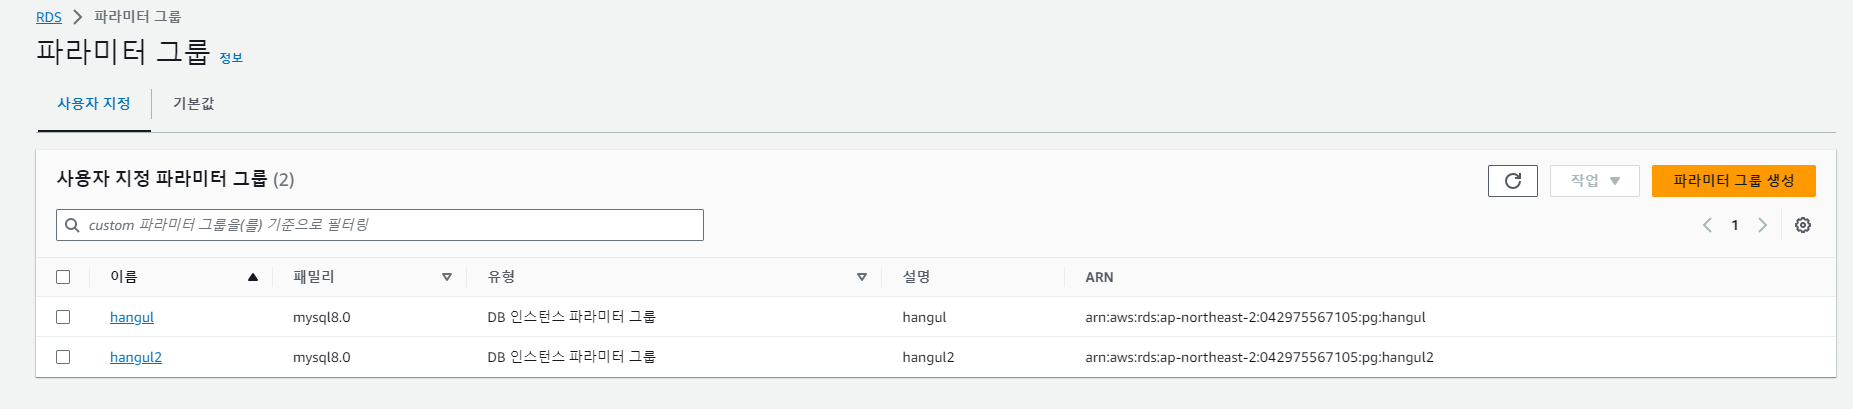 RDS > 파라미터 그룹
파라미터 그룹 정보
사용자 지정 기본값
사용자 지정 파라미터 그룹 (2)
작업 파라미터 그룹 생성
custom 파라미터 그룹을(를) 기준으로 필터링
1
이름 패밀리 유형 설명 ARN
hangul mysql8.0 DB 인스턴스 파라미터 그룹 hangul arn:aws:rds:ap-northeast-2:042975567105:pg:hangul
hangul2 mysql8.0 DB 인스턴스 파라미터 그룹 hangul2 arn:aws:rds:ap-northeast-2:042975567105:pg:hangul2